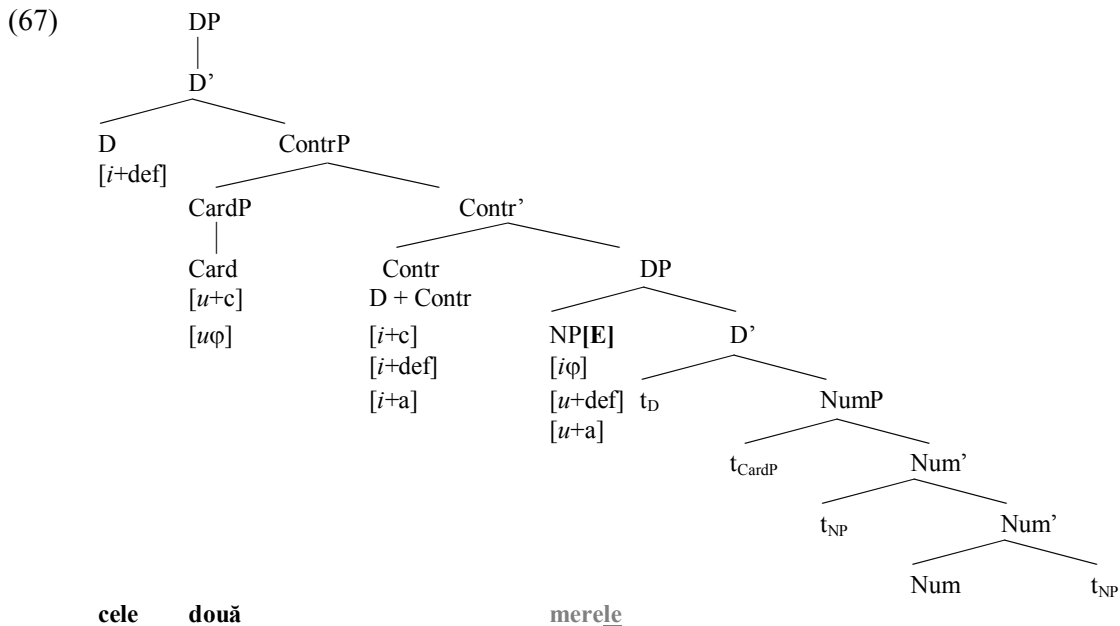 (67) DP
D’
D ContrP
[i+def]
CardP Contr’
Card Contr DP
[u+c] D + Contr
[uφ] [i+c] NP[E] D’
[i+def] [iφ]
[i+a] [u+def] tD NumP
[u+a]
tCardP Num’
tNP Num’
Num tNP
cele două merele